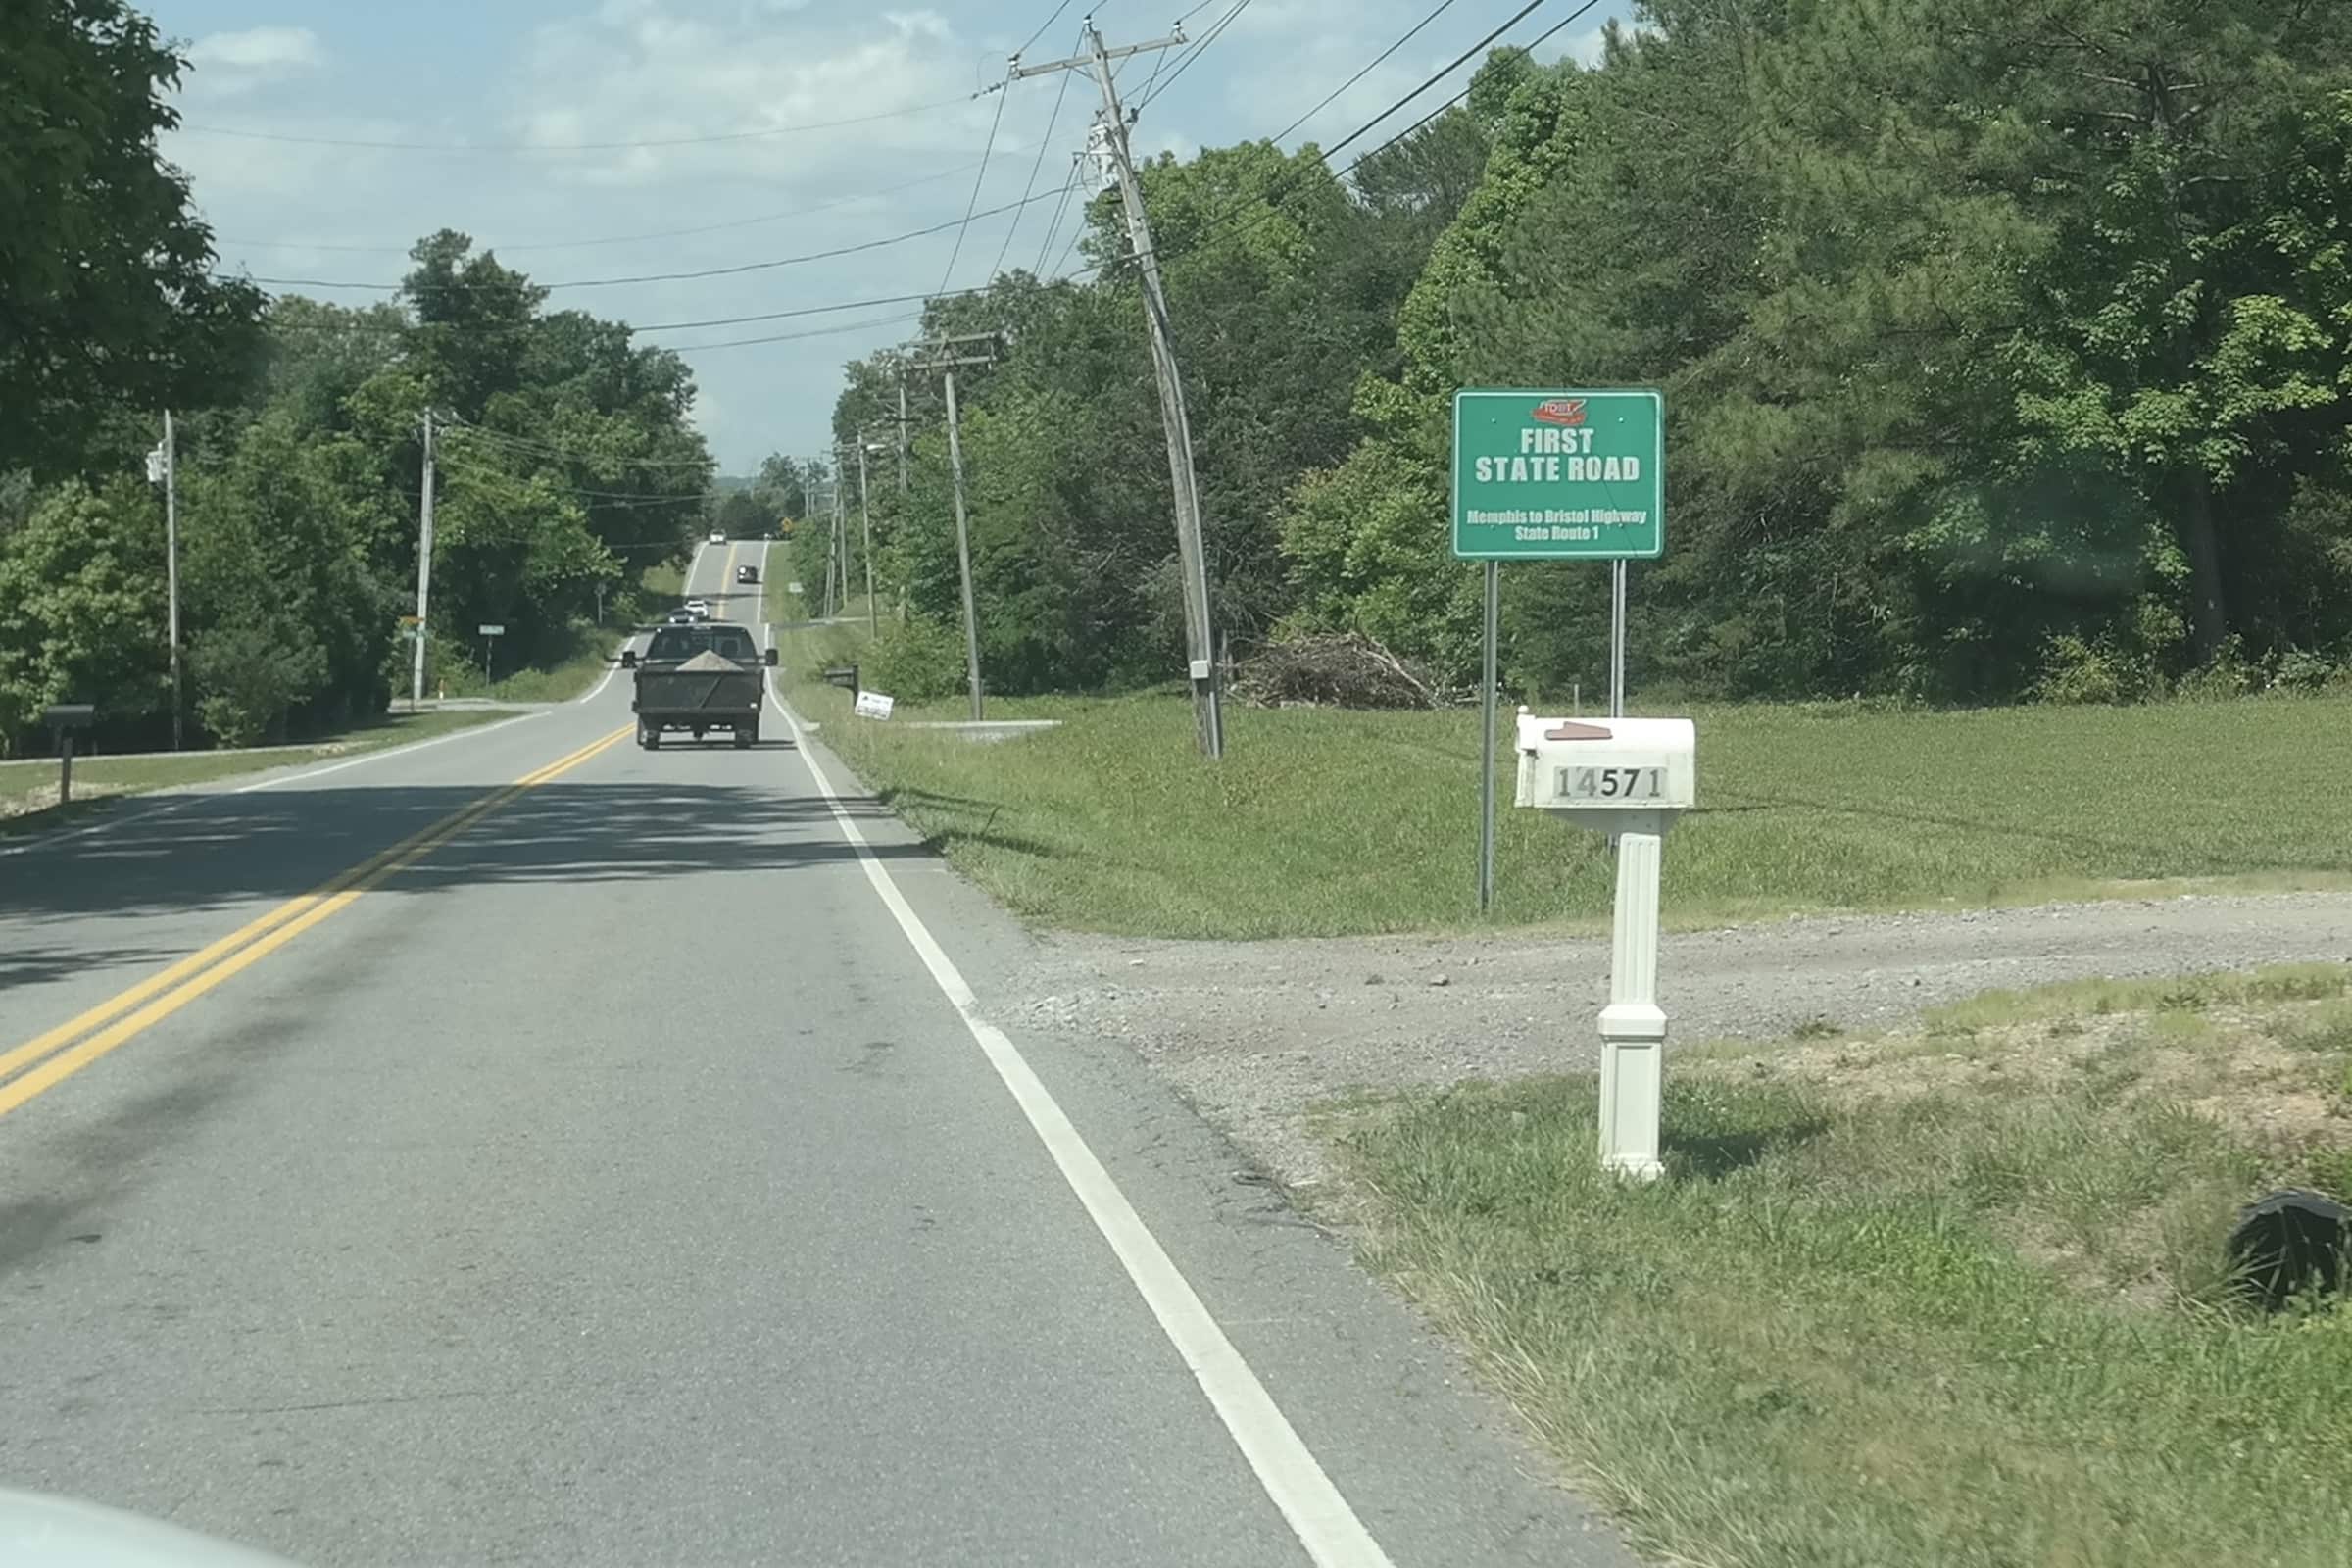 TDOT
FIRST
STATE ROAD
Memphis to Bristol Highway
State Route 1
14571